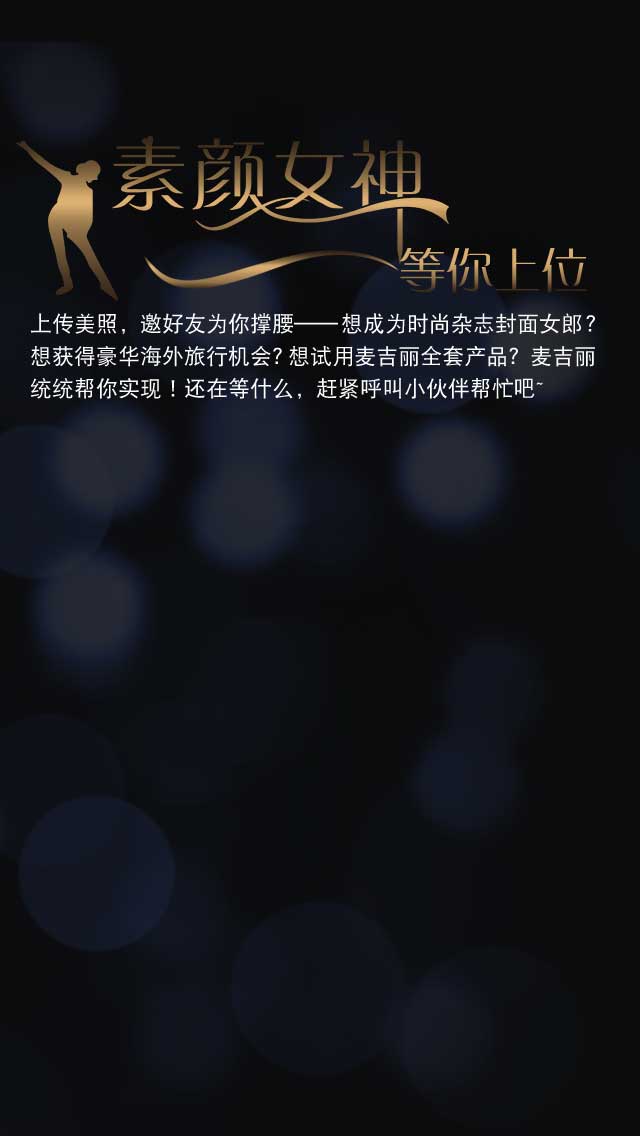 素颜女神
等你上位
上传美照，邀好友为你撑腰——想成为时尚杂志封面女郎？
想获得豪华海外旅行机会？想试用麦吉丽全套产品？麦吉丽
统统帮你实现！还在等什么，赶紧呼叫小伙伴帮忙吧~